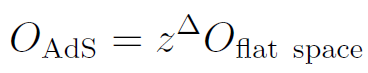 O_AdS = z^Δ O_flat space